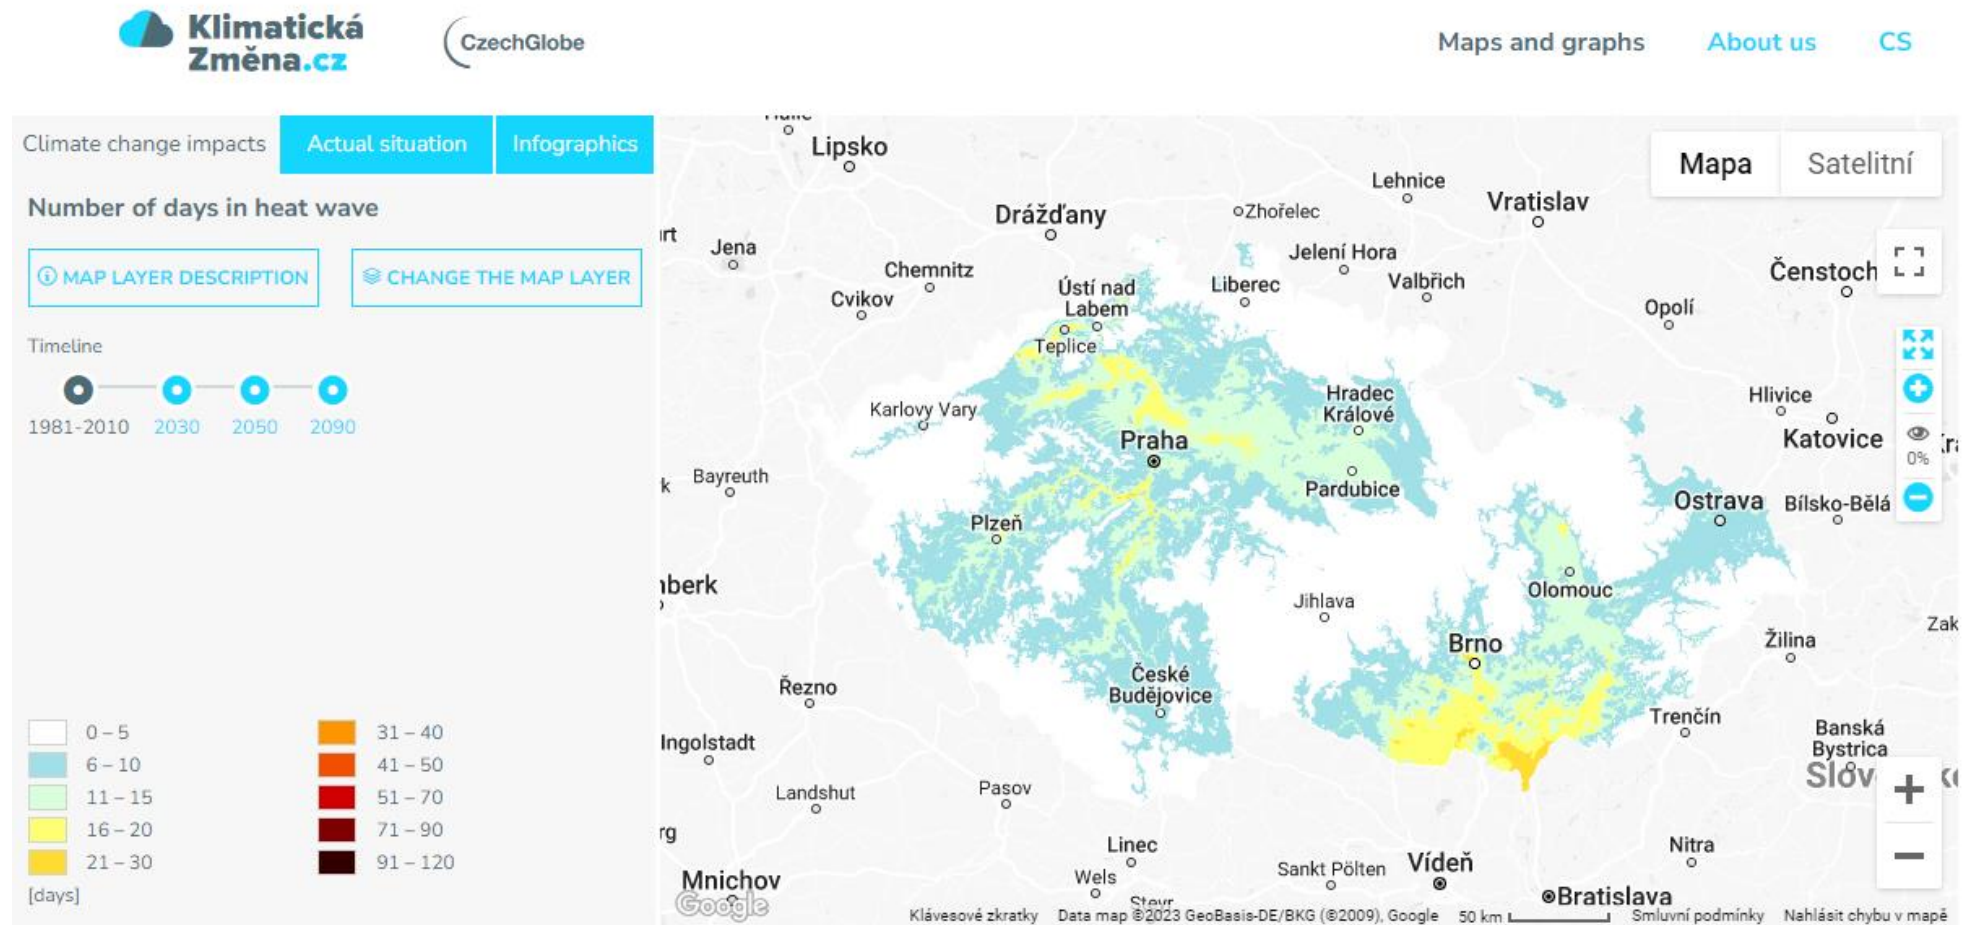 Klimatická
Změna.cz
CzechGlobe
Maps and graphs
About us
CS
Climate change impacts
Actual situation
Infographics
Number of days in heat wave
MAP LAYER DESCRIPTION
CHANGE THE MAP LAYER
Timeline
1981-2010
2030
2050
2090
0 – 5
6 – 10
11 – 15
16 – 20
21 – 30
31 – 40
41 – 50
51 – 70
71 – 90
91 – 120
[days]
Mapa
Satelitní
Lipsko
Lehnice
Vratislav
Drážďany
Zhořelec
Jena
Jelení Hora
Chemnitz
Čenstoch
Cvikov
Ústí nad
Labem
Liberec
Valbřich
Opolí
Teplice
Hlivice
Karlovy Vary
Hradec
Králové
Praha
Katovice
0%
Bayreuth
Pardubice
Ostrava
Bílsko-Bělá
Plzeň
Olomouc
Jihlava
Zak
Brno
Žilina
Řezno
České
Budějovice
Trenčín
Banská
Bystrica
Ingolstadt
Landshut
Pasov
Linec
Nitra
Wels
Sankt Pölten
Vídeň
Mnichov
Bratislava
Google
Klávesové zkratky
Data map ©2023 GeoBasis-DE/BKG (©2009), Google
50 km
Smluvní podmínky
Nahlásit chybu v mapě